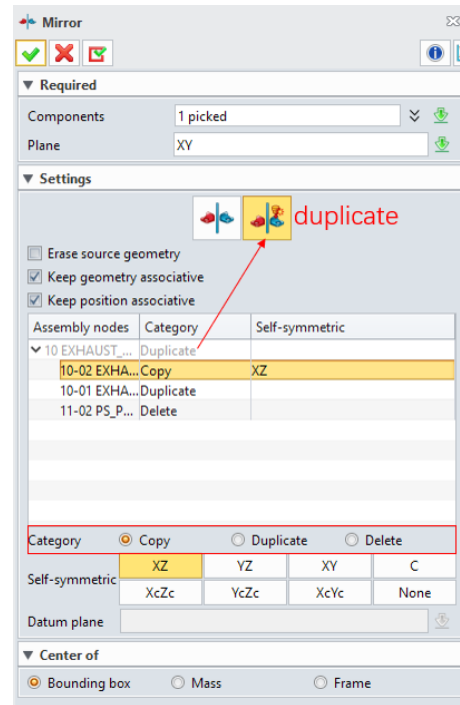 Mirror
Required
Components 1 picked
Plane XY
Settings
duplicate
Erase source geometry
Keep geometry associative
Keep position associative
Assembly nodes Category Self-symmetric
10 EXHAUST_... Duplicate
10-02 EXHA... Copy XZ
10-01 EXHA... Duplicate
11-02 PS_P... Delete
Category Copy Duplicate Delete
Self-symmetric XZ YZ XY C
XcZc YcZc XcYc None
Datum plane
Center of
Bounding box Mass Frame